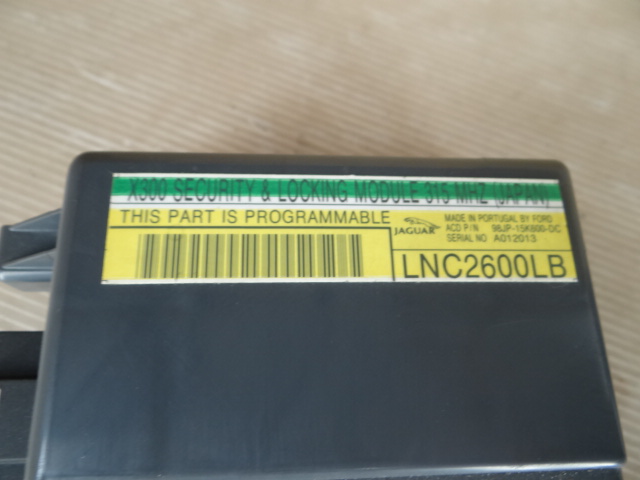 X300 SECURITY & LOCKING MODULE 315 MHZ (JAPAN)
THIS PART IS PROGRAMMABLE
JAGUAR
MADE IN PORTUGAL BY FORD
ACD P/N 98JP-15K600-DC
SERIAL NO A012013
LNC2600LB